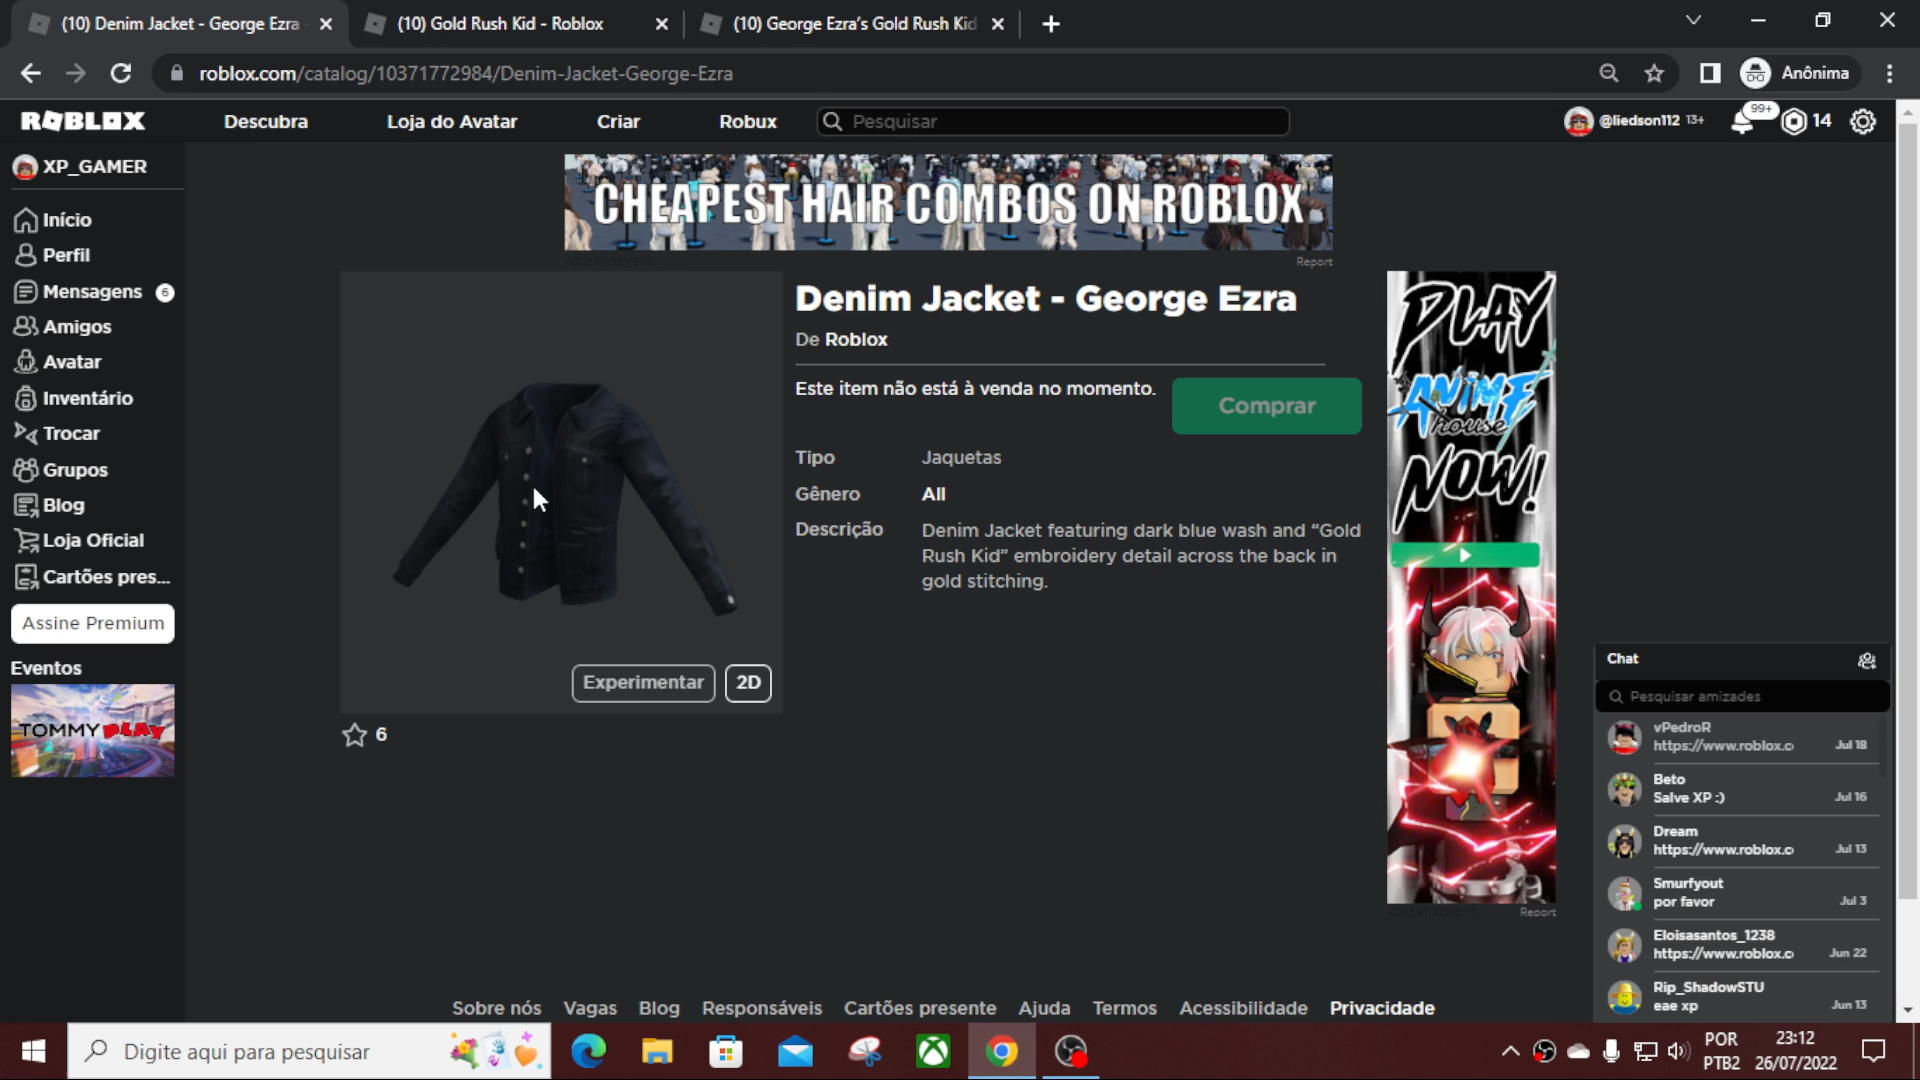 (10) Denim Jacket - George Ezra
(10) Gold Rush Kid - Roblox
(10) George Ezra's Gold Rush Kid
roblox.com/catalog/10371772984/Denim-Jacket-George-Ezra
Anônima
ROBLOX
Descubra
Loja do Avatar
Criar
Robux
Pesquisar
@liedson112 13+
99+
14
XP_GAMER
Início
Perfil
Mensagens 6
Amigos
Avatar
Inventário
Trocar
Grupos
Blog
Loja Oficial
Cartões pres...
Assine Premium
Eventos
TOMMY PLAY
CHEAPEST HAIR COMBOS ON ROBLOX
ADVERTISEMENT
Report
Denim Jacket - George Ezra
De Roblox
Este item não está à venda no momento.
Comprar
Tipo
Jaquetas
Gênero
All
Descrição
Denim Jacket featuring dark blue wash and “Gold
Rush Kid” embroidery detail across the back in
gold stitching.
Experimentar
2D
6
PLAY
ANIME
house
NOW!
ADVERTISEMENT
Report
Chat
Pesquisar amizades
vPedroR
https://www.roblox.c
Jul 18
Beto
Salve XP :)
Jul 16
Dream
https://www.roblox.c
Jul 13
Smurfyout
por favor
Jul 3
Eloisasantos_1238
https://www.roblox.c
Jun 22
Rip_ShadowSTU
eae xp
Jun 13
Sobre nós
Vagas
Blog
Responsáveis
Cartões presente
Ajuda
Termos
Acessibilidade
Privacidade
Digite aqui para pesquisar
POR
PTB2
23:12
26/07/2022